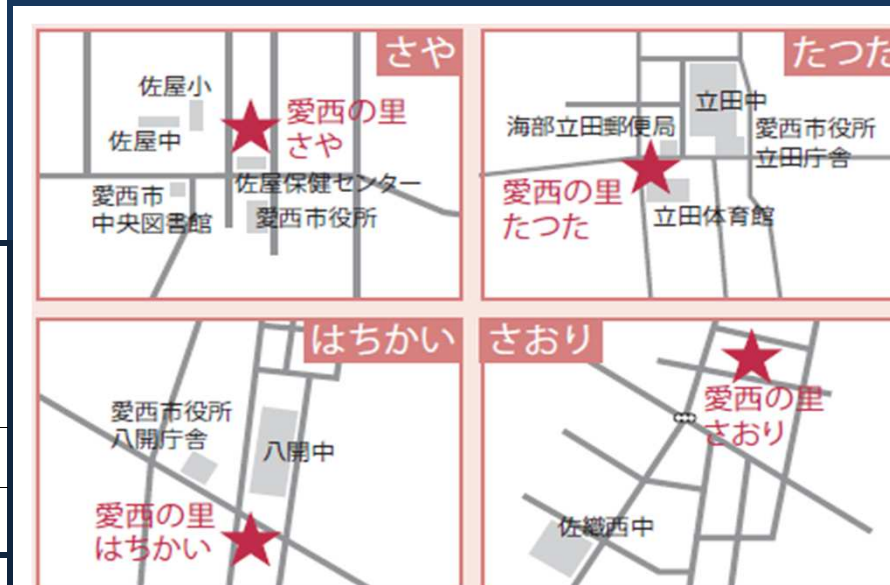 さや
佐屋小
愛西の里
さや
佐屋中
佐屋保健センター
愛西市
中央図書館
愛西市役所
たつた
立田中
海部立田郵便局
愛西市役所
立田庁舎
愛西の里
たつた
立田体育館
はちかい
愛西市役所
八開庁舎
八開中
愛西の里
はちかい
さおり
愛西の里
さおり
佐織西中